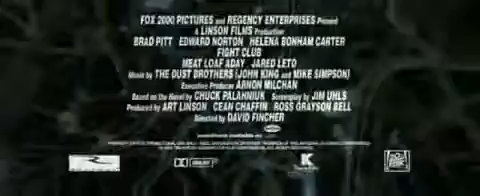 FOX 2000 PICTURES and REGENCY ENTERPRISES Present
A LINSON FILMS Production
BRAD PITT EDWARD NORTON HELENA BONHAM CARTER
FIGHT CLUB
MEAT LOAF ADAY JARED LETO
Music by THE DUST BROTHERS (JOHN KING and MIKE SIMPSON)
Executive Producer ARNON MILCHAN
Based on the Novel by CHUCK PALAHNIUK Screenplay by JIM UHLS
Produced by ART LINSON CEAN CHAFFIN ROSS GRAYSON BELL
Directed by DAVID FINCHER
DOLBY
FOX